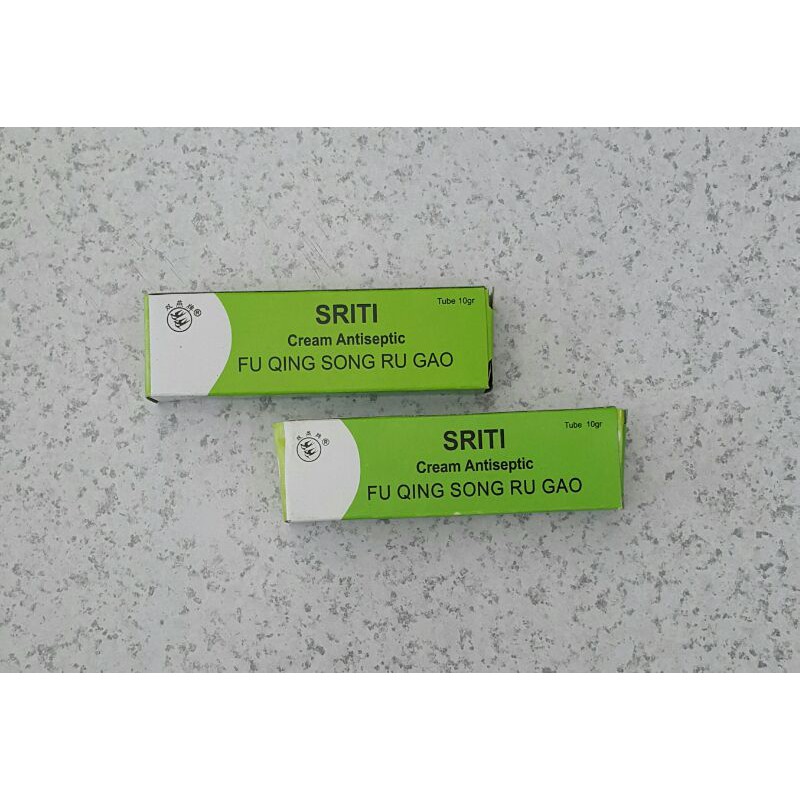 SRITI
Tube 10gr
Cream Antiseptic
FU QING SONG RU GAO
®
SRITI
Tube 10gr
Cream Antiseptic
FU QING SONG RU GAO
®